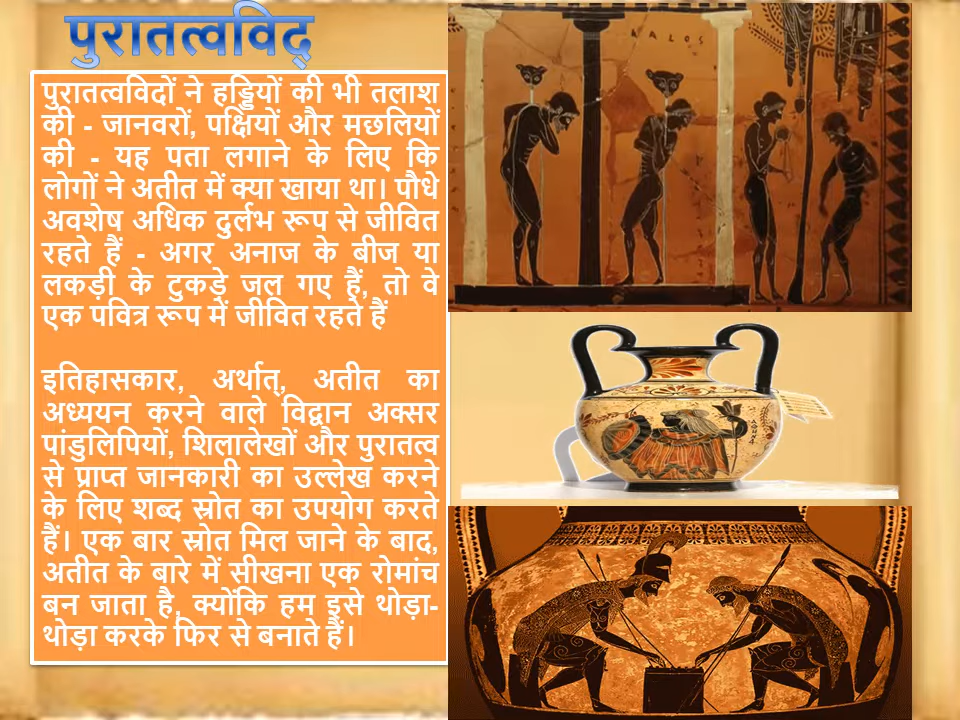 पुरातत्वविद्
पुरातत्वविदों ने हड्डियों की भी तलाश
की - जानवरों, पक्षियों और मछलियों
की - यह पता लगाने के लिए कि
लोगों ने अतीत में क्या खाया था। पौधे
अवशेष अधिक दुर्लभ रूप से जीवित
रहते हैं - अगर अनाज के बीज या
लकड़ी के टुकड़े जल गए हैं, तो वे
एक पवित्र रूप में जीवित रहते हैं
इतिहासकार, अर्थात्, अतीत का
अध्ययन करने वाले विद्वान अक्सर
पांडुलिपियों, शिलालेखों और पुरातत्व
से प्राप्त जानकारी का उल्लेख करने
के लिए शब्द स्रोत का उपयोग करते
हैं। एक बार स्रोत मिल जाने के बाद,
अतीत के बारे में सीखना एक रोमांच
बन जाता है, क्योंकि हम इसे थोड़ा-
थोड़ा करके फिर से बनाते हैं।
KALOS